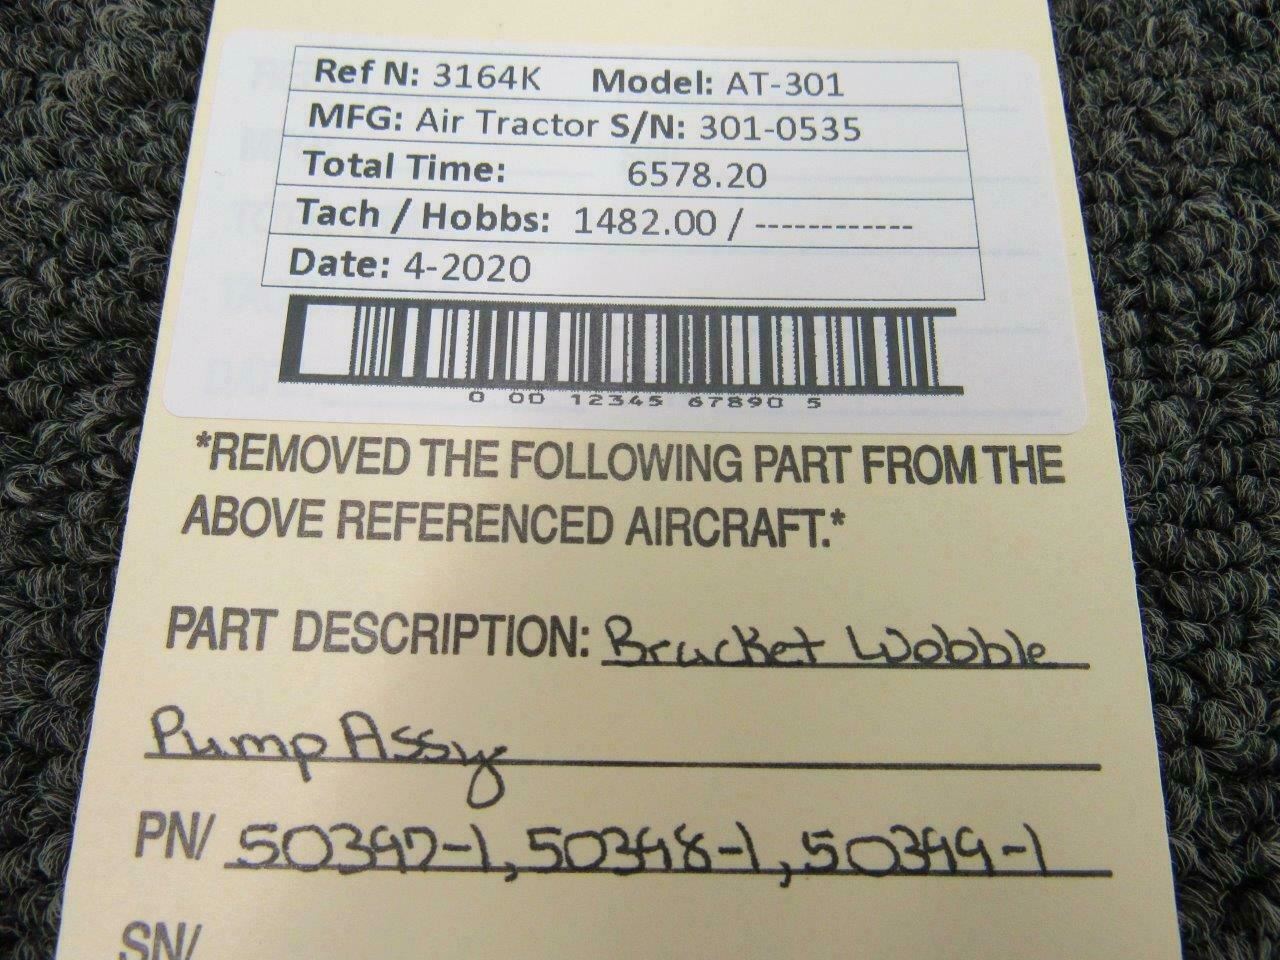 Ref N: 3164K Model: AT-301
MFG: Air Tractor S/N: 301-0535
Total Time: 6578.20
Tach / Hobbs: 1482.00 / ------------
Date: 4-2020
0 00 12345 67890 5
*REMOVED THE FOLLOWING PART FROM THE
ABOVE REFERENCED AIRCRAFT.*
PART DESCRIPTION: Bracket Wobble
Pump Assy
PN/ 50397-1, 50398-1, 50399-1
SN/